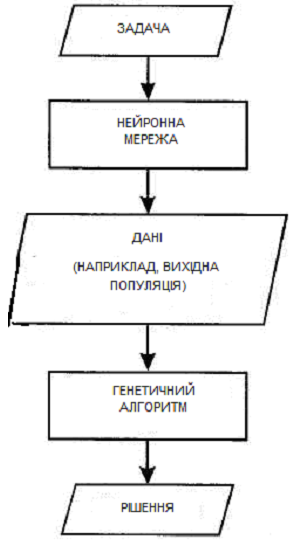 ЗАДАЧА
НЕЙРОННА
МЕРЕЖА
ДАНІ
(НАПРИКЛАД, ВИХІДНА
ПОПУЛЯЦІЯ)
ГЕНЕТИЧНИЙ
АЛГОРИТМ
РІШЕННЯ